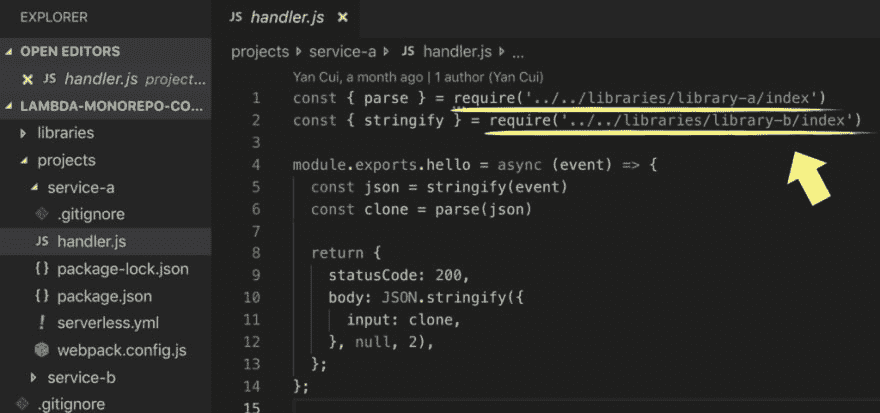 EXPLORER
OPEN EDITORS
JS handler.js project...
LAMBDA-MONOREPO-CO...
libraries
projects
service-a
.gitignore
JS handler.js
{} package-lock.json
{} package.json
! serverless.yml
webpack.config.js
service-b
.gitignore
JS handler.js ×
projects › service-a › JS handler.js › ...
Yan Cui, a month ago | 1 author (Yan Cui)
1 const { parse } = require('../../libraries/library-a/index')
2 const { stringify } = require('../../libraries/library-b/index')
3
4 module.exports.hello = async (event) => {
5   const json = stringify(event)
6   const clone = parse(json)
7
8   return {
9     statusCode: 200,
10     body: JSON.stringify({
11       input: clone,
12     }, null, 2),
13   };
14 };
15